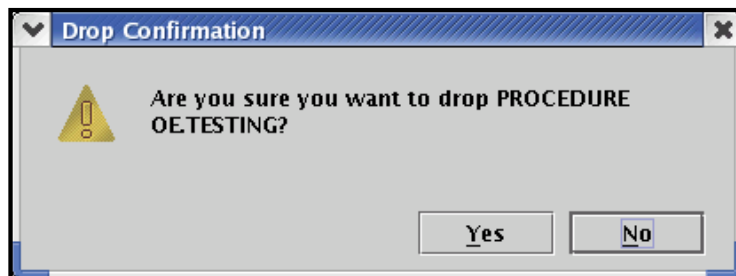 Drop Confirmation
Are you sure you want to drop PROCEDURE
OE.TESTING?
Yes
No